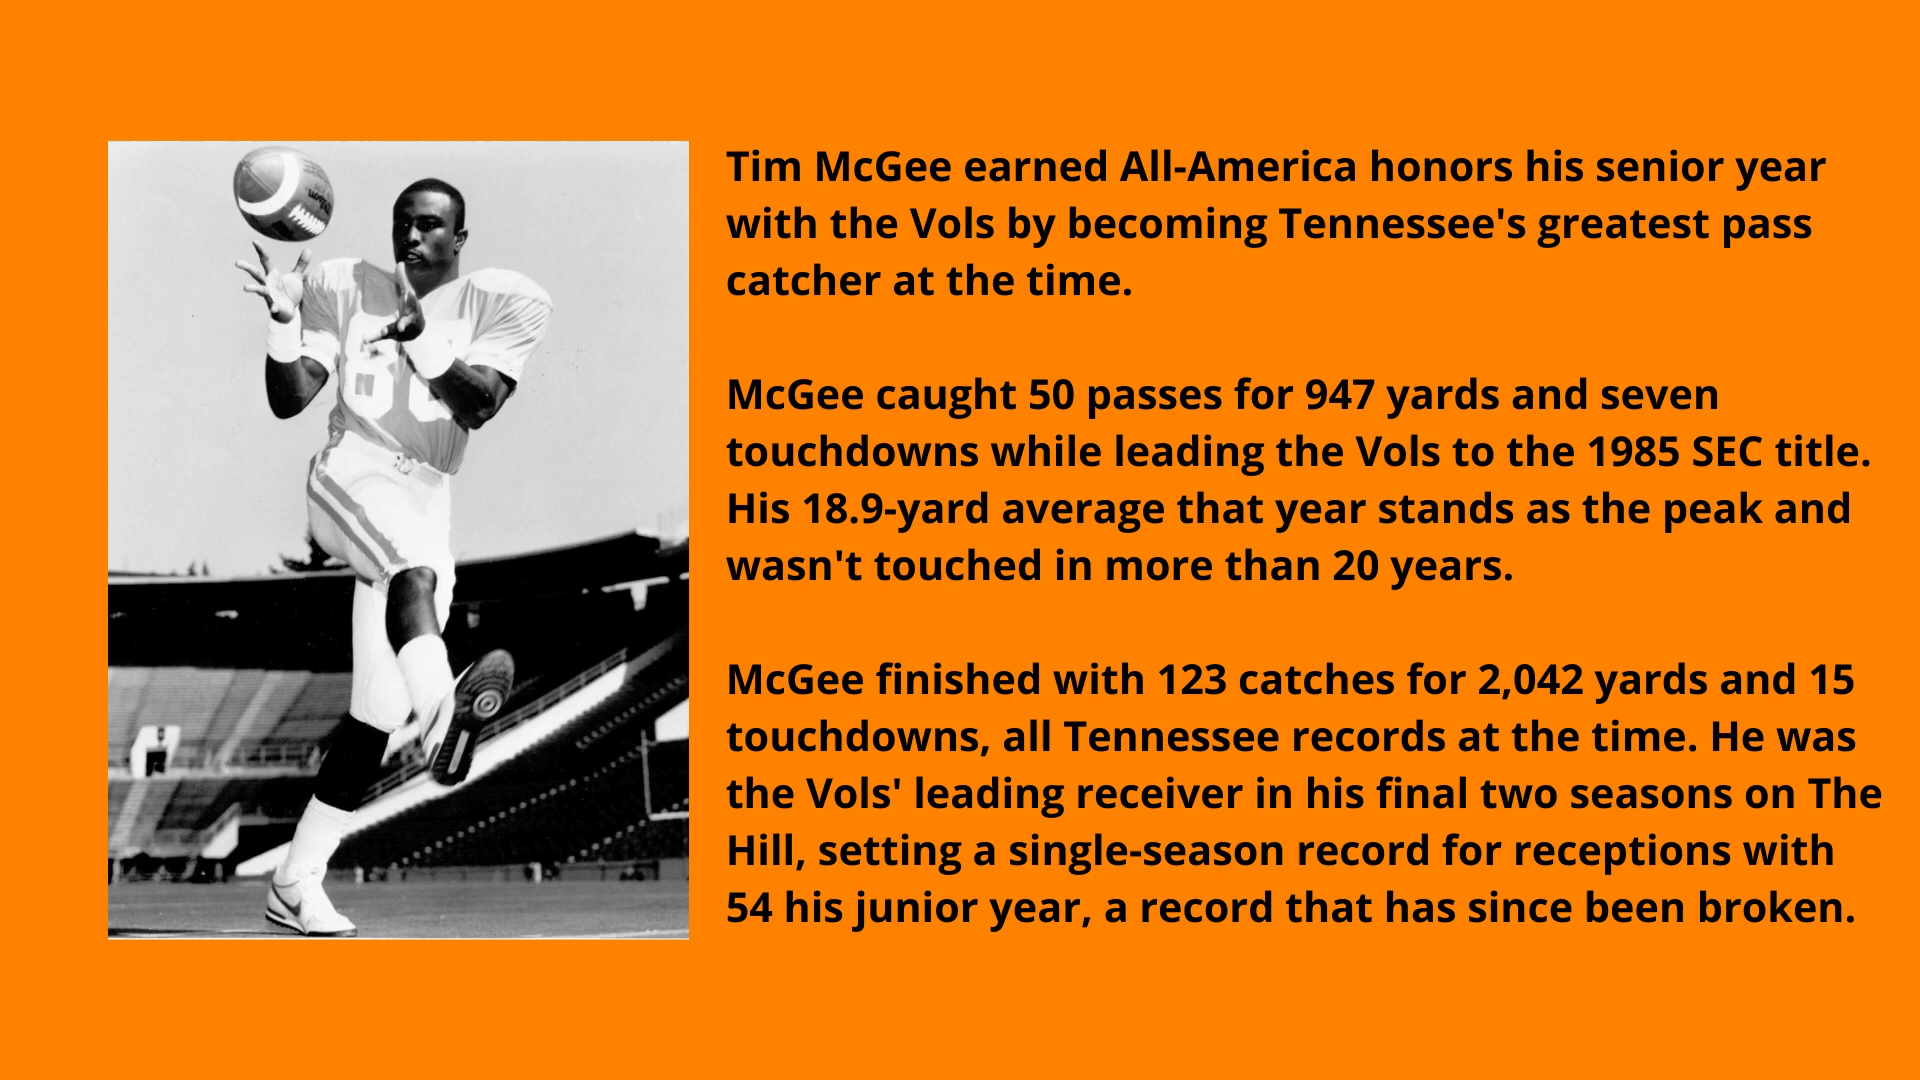 Tim McGee earned All-America honors his senior year
with the Vols by becoming Tennessee's greatest pass
catcher at the time.
McGee caught 50 passes for 947 yards and seven
touchdowns while leading the Vols to the 1985 SEC title.
His 18.9-yard average that year stands as the peak and
wasn't touched in more than 20 years.
McGee finished with 123 catches for 2,042 yards and 15
touchdowns, all Tennessee records at the time. He was
the Vols' leading receiver in his final two seasons on The
Hill, setting a single-season record for receptions with
54 his junior year, a record that has since been broken.